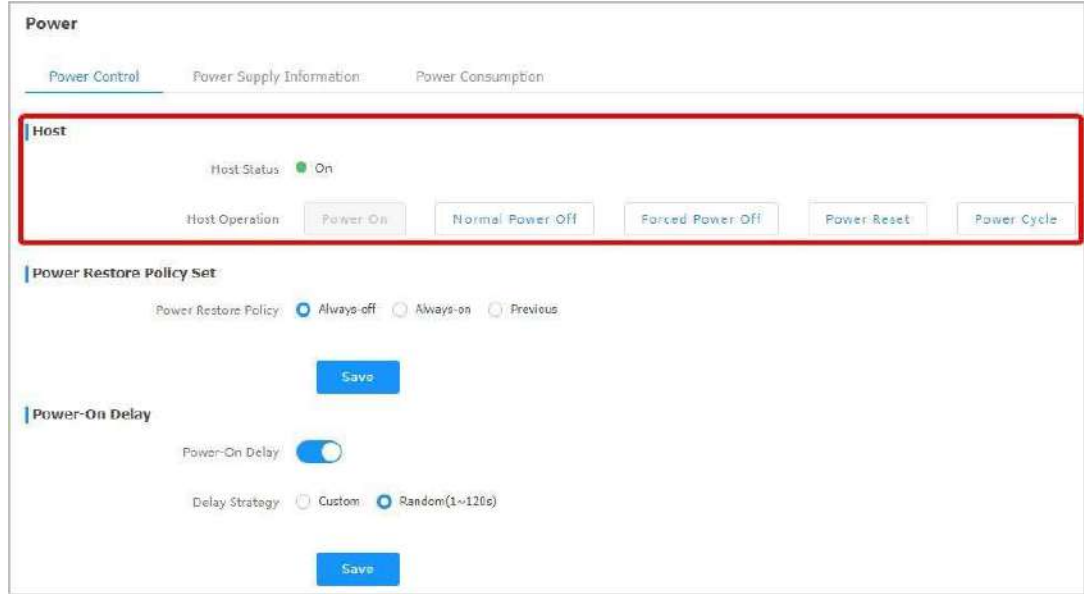 Power
Power Control Power Supply Information Power Consumption
Host
Host Status On
Host Operation Power On Normal Power Off Forced Power Off Power Reset Power Cycle
Power Restore Policy Set
Power Restore Policy Always-off Always-on Previous
Save
Power-On Delay
Power-On Delay
Delay Strategy Custom Random(1~120s)
Save